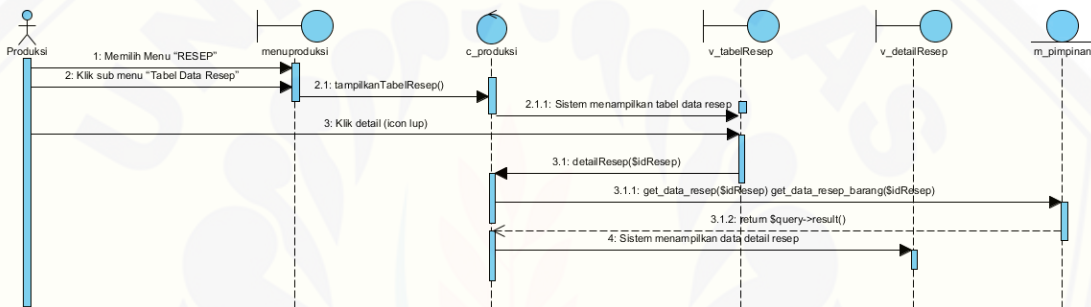 Produksi
menuproduksi
c_produksi
v_tabelResep
v_detailResep
m_pimpinan
1: Memilih Menu "RESEP"
2: Klik sub menu "Tabel Data Resep"
2.1: tampilkanTabelResep()
2.1.1: Sistem menampilkan tabel data resep
3: Klik detail (icon lup)
3.1: detailResep($idResep)
3.1.1: get_data_resep($idResep) get_data_resep_barang($idResep)
3.1.2: return $query->result()
4: Sistem menampilkan data detail resep